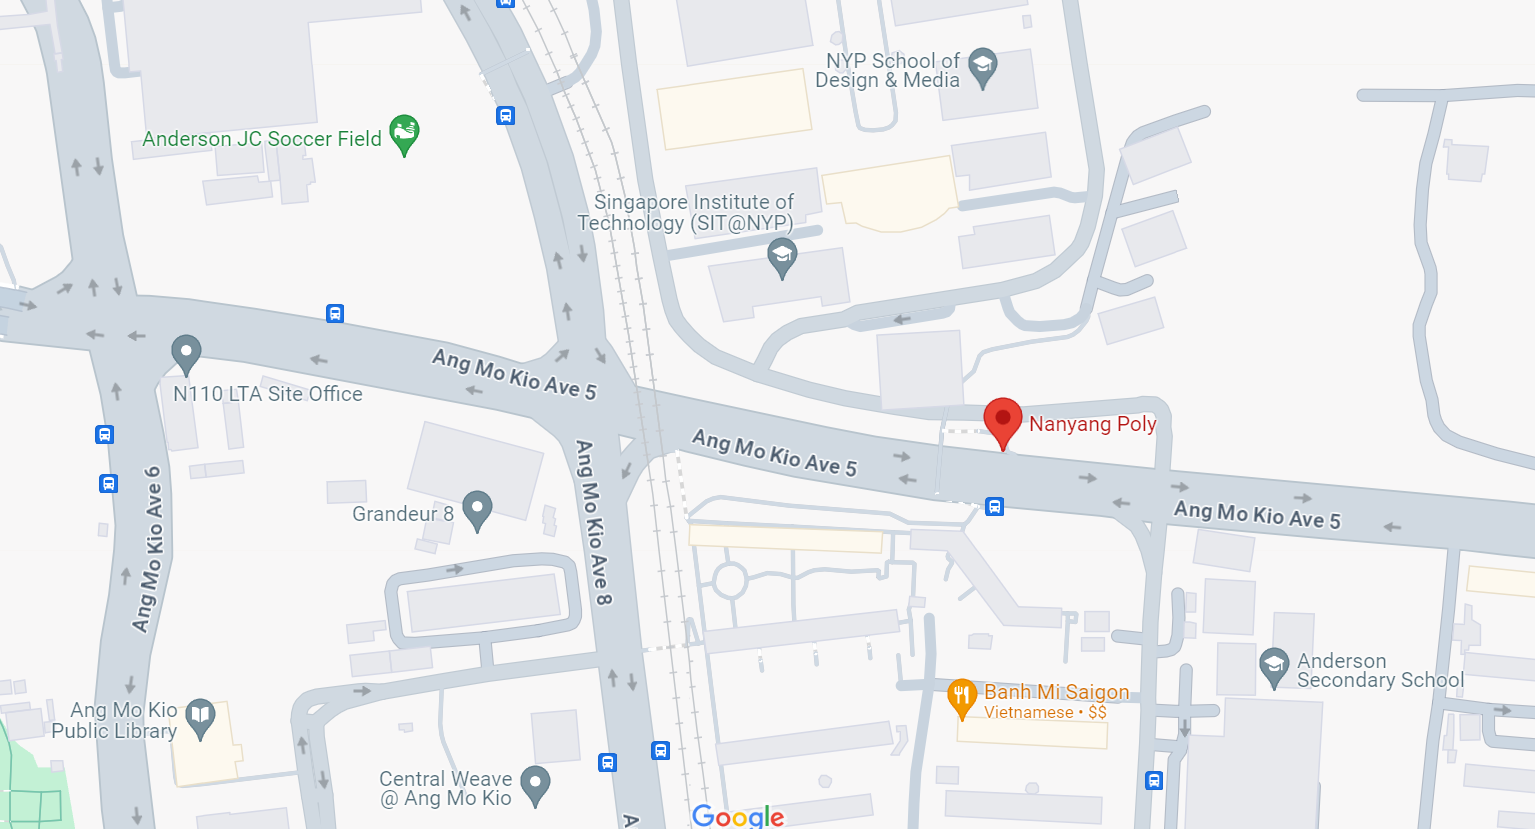 NYP School of
Design & Media
Anderson JC Soccer Field
Singapore Institute of
Technology (SIT@NYP)
Ang Mo Kio Ave 5
N110 LTA Site Office
Nanyang Poly
Ang Mo Kio Ave 5
Ang Mo Kio Ave 6
Ang Mo Kio Ave 8
Grandeur 8
Ang Mo Kio Ave 5
Anderson
Secondary School
Banh Mi Saigon
Vietnamese • $$
Ang Mo Kio
Public Library
Central Weave
@ Ang Mo Kio
A
Google